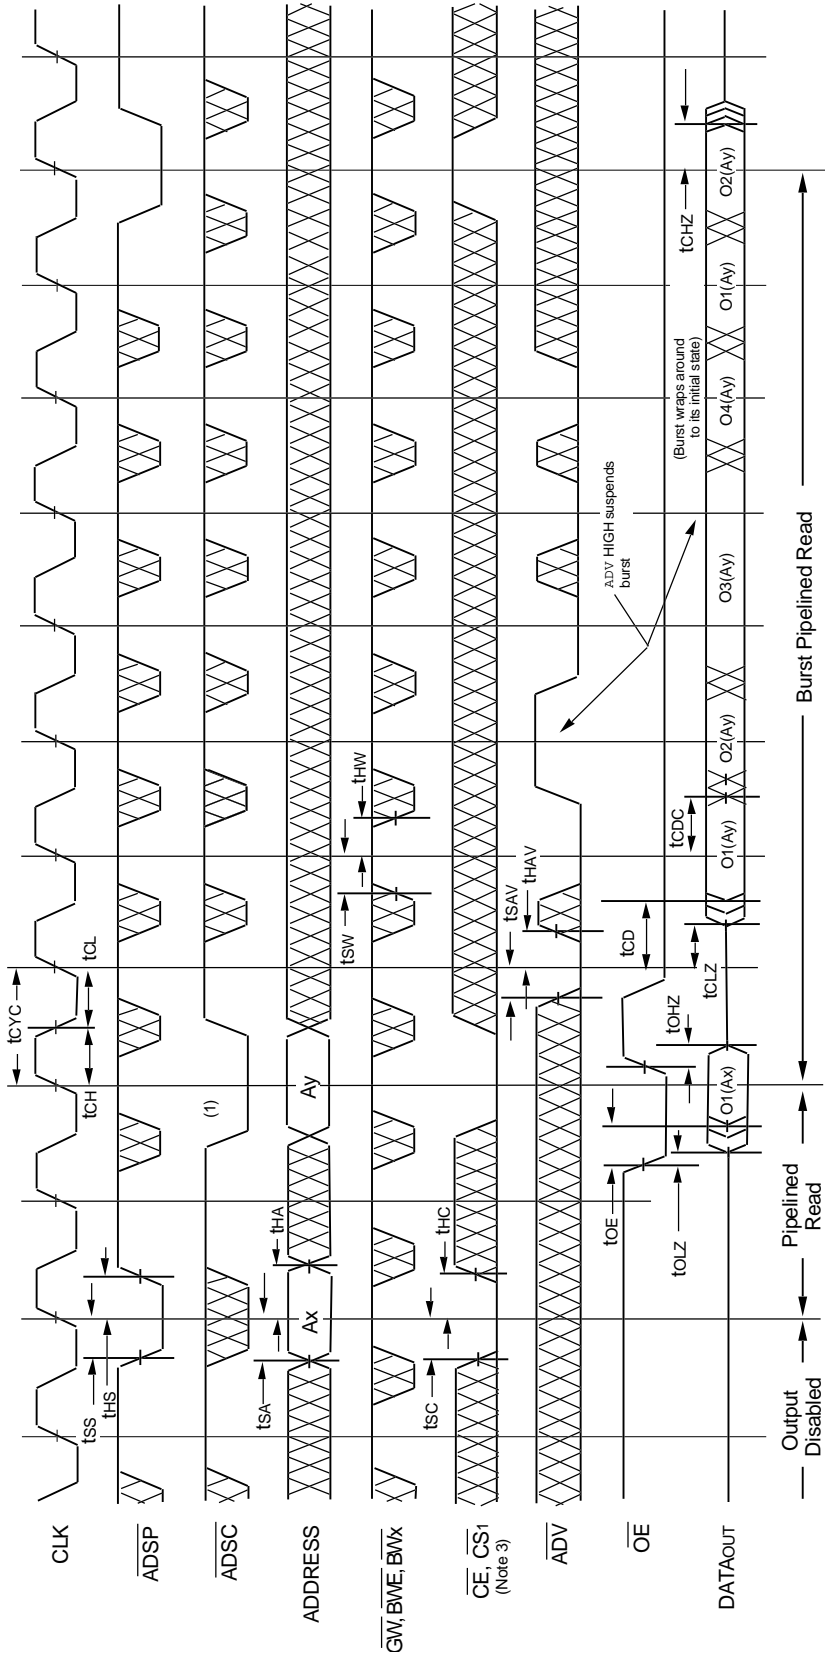 CLK
ADSP
ADSC
ADDRESS
GW, BWE, BWx
CE, CS1
(Note 3)
ADV
OE
DATAOUT
tCYC
tCH
tCL
tSS
tHS
(1)
tSA
tHA
Ax
Ay
tSW
tHW
tSC
tHC
tSAV
tHAV
ADV HIGH suspends
burst
tOE
tOHZ
tCD
tOLZ
tCLZ
tCDC
tCHZ
(Burst wraps around
to its initial state)
O1(Ax)
O1(Ay)
O2(Ay)
O3(Ay)
O4(Ay)
O1(Ay)
O2(Ay)
Output
Disabled
Pipelined
Read
Burst Pipelined Read